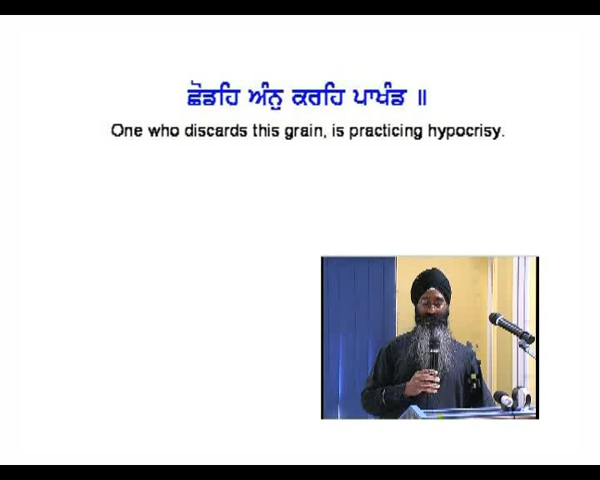 ਛੋਡਹਿ ਅੰਨੁ ਕਰਹਿ ਪਾਖੰਡ ॥
One who discards this grain, is practicing hypocrisy.